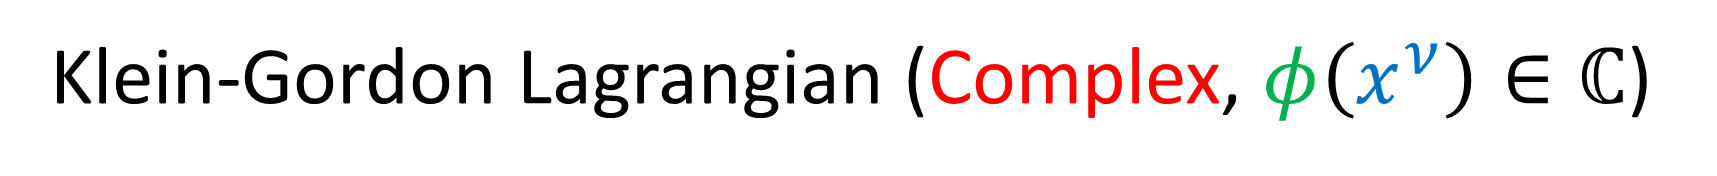 Klein-Gordon Lagrangian (Complex, 𝜙(𝑥^𝜈) ∈ ℂ)